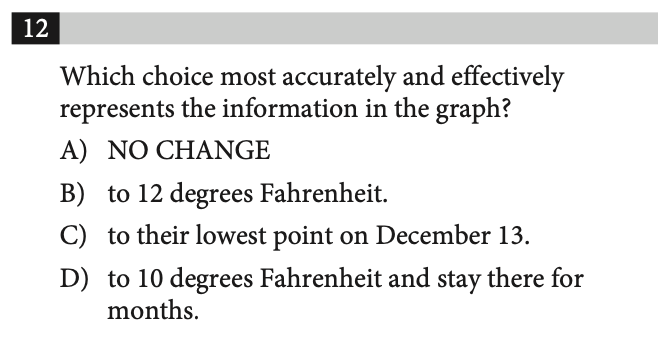 12
Which choice most accurately and effectively
represents the information in the graph?
A) NO CHANGE
B) to 12 degrees Fahrenheit.
C) to their lowest point on December 13.
D) to 10 degrees Fahrenheit and stay there for
months.